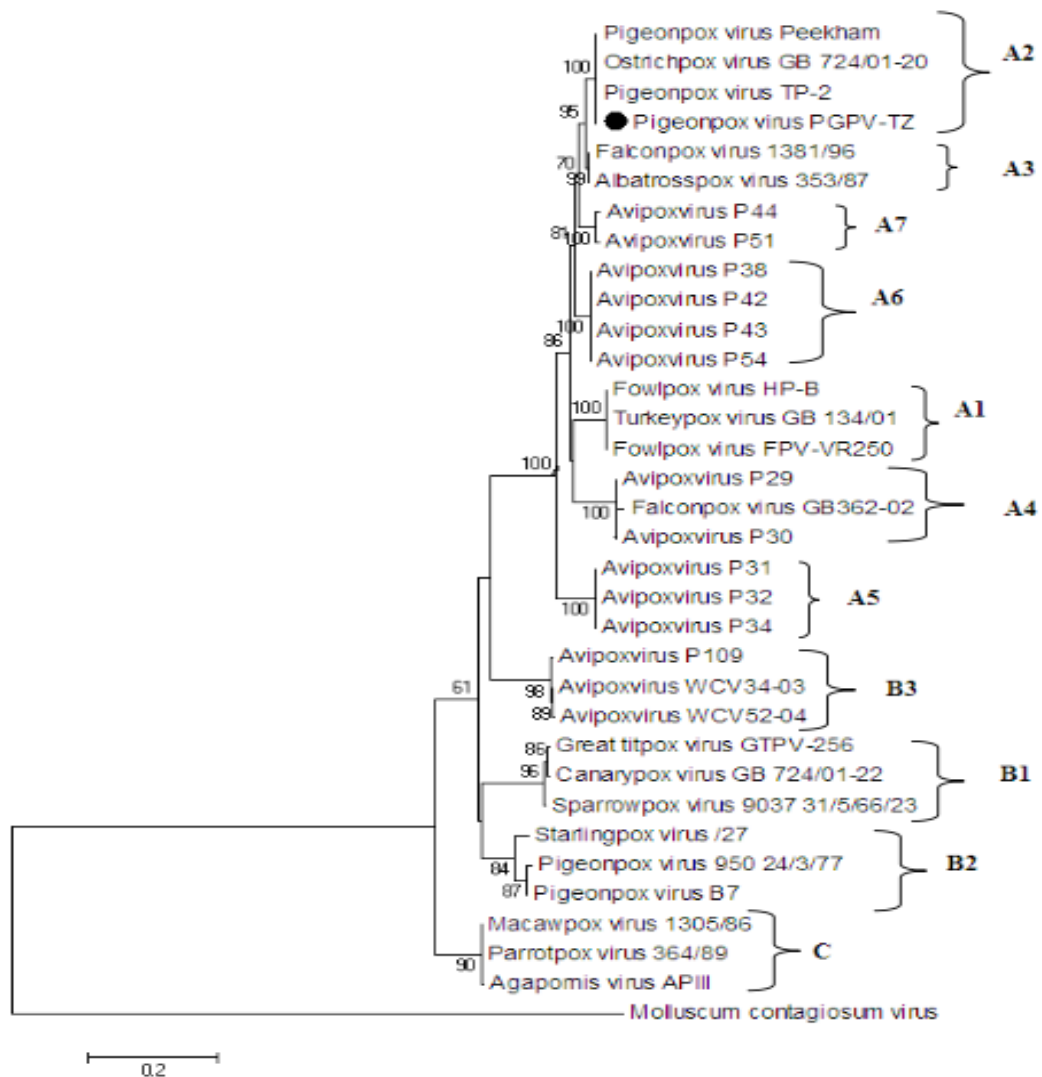 Pigeonpox virus Peekham
A2
Ostrichpox virus GB 724/01-20
100
Pigeonpox virus TP-2
95
Pigeonpox virus PGPV-TZ
Falconpox virus 1381/96
70
A3
99
Albatrosspox virus 353/87
Avipoxvirus P44
A7
81
100
Avipoxvirus P51
Avipoxvirus P38
A6
Avipoxvirus P42
100
Avipoxvirus P43
86
Avipoxvirus P54
Fowlpox virus HP-B
100
A1
Turkeypox virus GB 134/01
Fowlpox virus FPV-VR250
100
Avipoxvirus P29
Falconpox virus GB362-02
A4
100
Avipoxvirus P30
Avipoxvirus P31
Avipoxvirus P32
A5
100
Avipoxvirus P34
Avipoxvirus P109
61
98
Avipoxvirus WCV34-03
B3
89
Avipoxvirus WCV52-04
86
Great titpox virus GTPV-256
96
Canarypox virus GB 724/01-22
B1
Sparrowpox virus 9037 31/5/66/23
Starlingpox virus /27
84
Pigeonpox virus 950 24/3/77
B2
87
Pigeonpox virus B7
Macawpox virus 1305/86
Parrotpox virus 364/89
C
90
Agapornis virus APIII
Molluscum contagiosum virus
0.2